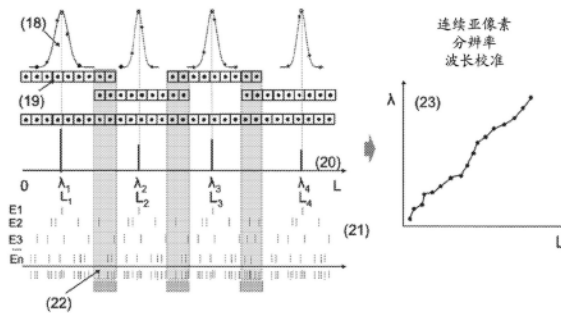 (18)
(19)
连续亚像素
分辨率
波长校准
λ
(23)
L
(20)
0 λ1 λ2 λ3 λ4 L
L1 L2 L3 L4
E1
E2
(21)
E3
En
(22)